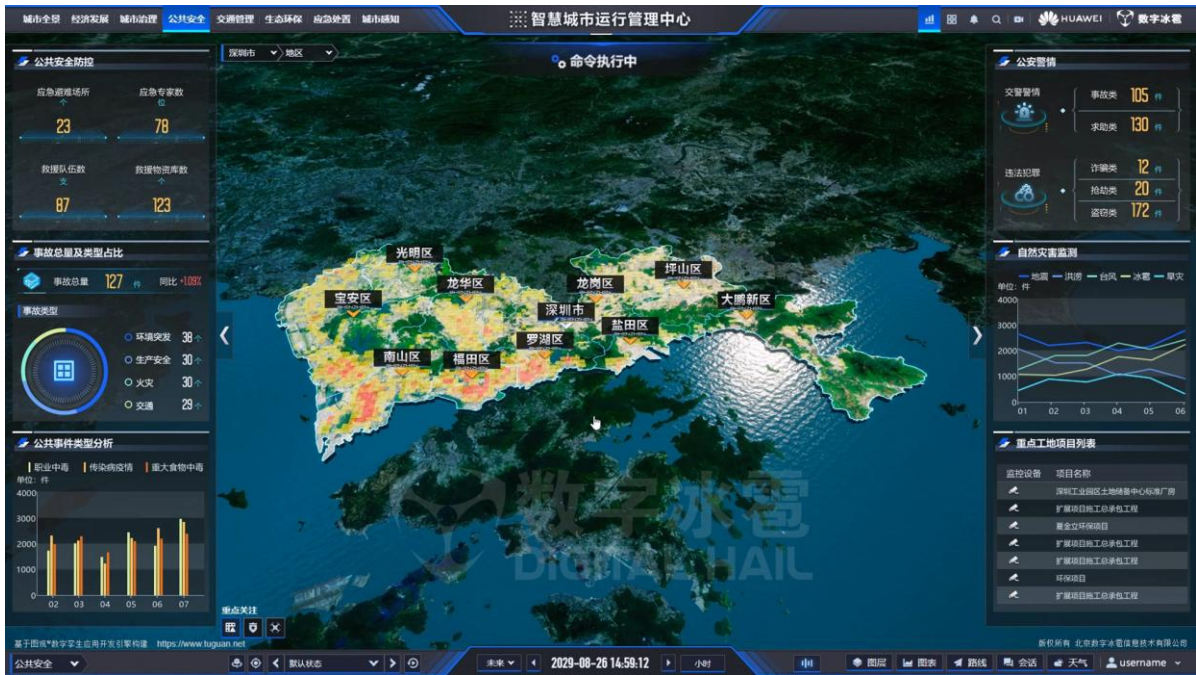 城市全景 经济发展 城市治理 公共安全 交通管理 生态环保 应急处置 城市感知
智慧城市运行管理中心
HUAWEI 数字冰雹
深圳市 地区
命令执行中
公共安全防控
应急避难场所 应急专家数
个 位
23 78
救援队伍数 救援物资库数
支 个
87 123
事故总量及类型占比
事故总量 127 件 同比 +1.09%
事故类型
环境突发 38 个
生产安全 30 个
火灾 30 个
交通 29 个
公共事件类型分析
职业中毒 传染病疫情 重大食物中毒
单位：件
4000
3000
2000
1000
0
02 03 04 05 06 07
基于图观®数字孪生应用开发引擎构建 https://www.tuguan.net
光明区
坪山区
龙华区
龙岗区
宝安区
大鹏新区
深圳市
盐田区
罗湖区
南山区
福田区
数字冰雹
DIGITAL HAIL
重点关注
公安警情
交警警情
事故类 105 件
求助类 130 件
违法犯罪
诈骗类 12 件
抢劫类 20 件
盗窃类 172 件
自然灾害监测
地震 洪涝 台风 冰雹 旱灾
单位：件
4000
3000
2000
1000
0
01 02 03 04 05 06
重点工地项目列表
监控设备 项目名称
深圳工业园区土地储备中心标准厂房
扩展项目施工总承包工程
夏金立环保项目
扩展项目施工总承包工程
扩展项目施工总承包工程
环保项目
扩展项目施工总承包工程
版权所有 北京数字冰雹信息技术有限公司
公共安全
默认状态
未来
2029-08-26 14:59:12
小时
图层 图表 路线 会话 天气 username